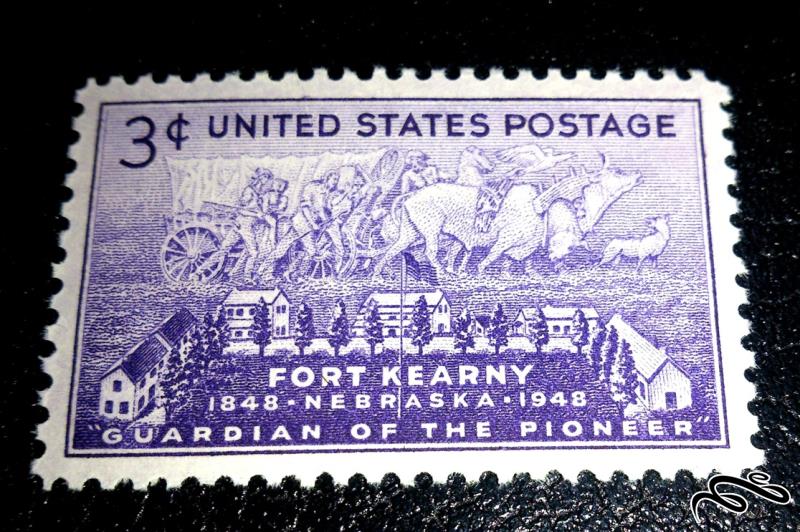 3¢ UNITED STATES POSTAGE
FORT KEARNY
1848 · NEBRASKA · 1948
"GUARDIAN OF THE PIONEER"